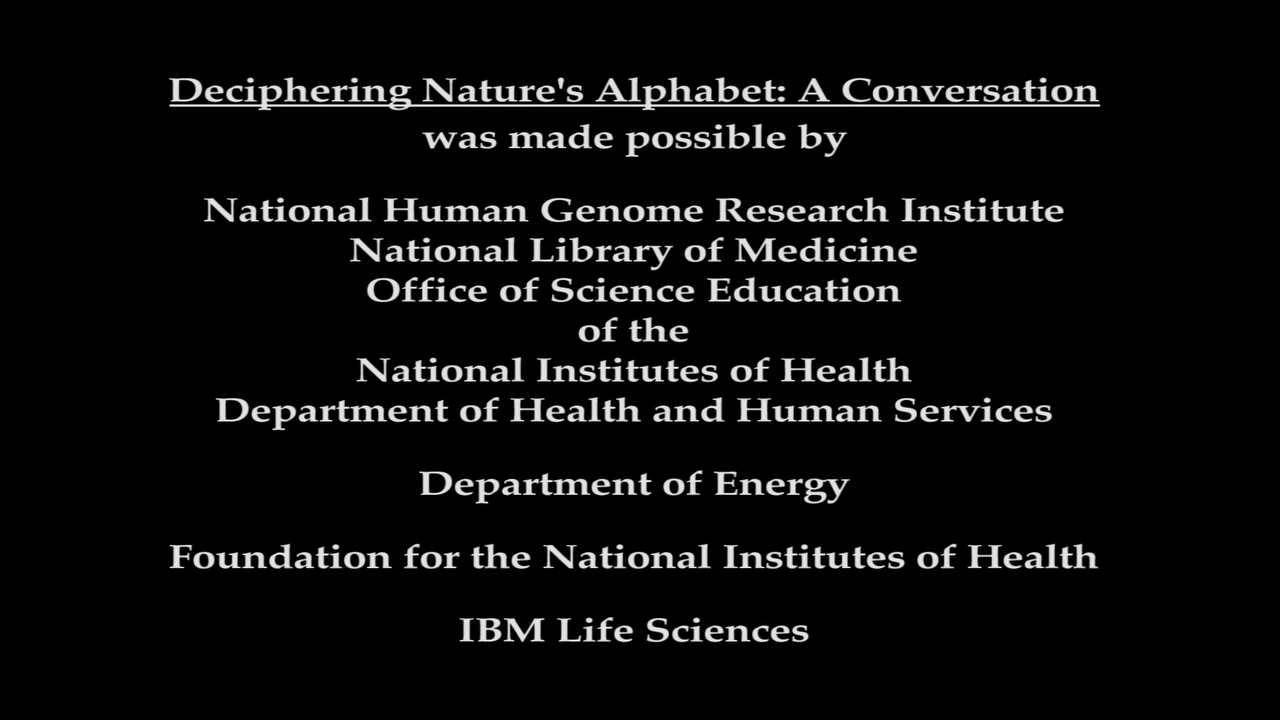 Deciphering Nature's Alphabet: A Conversation
was made possible by
National Human Genome Research Institute
National Library of Medicine
Office of Science Education
of the
National Institutes of Health
Department of Health and Human Services
Department of Energy
Foundation for the National Institutes of Health
IBM Life Sciences